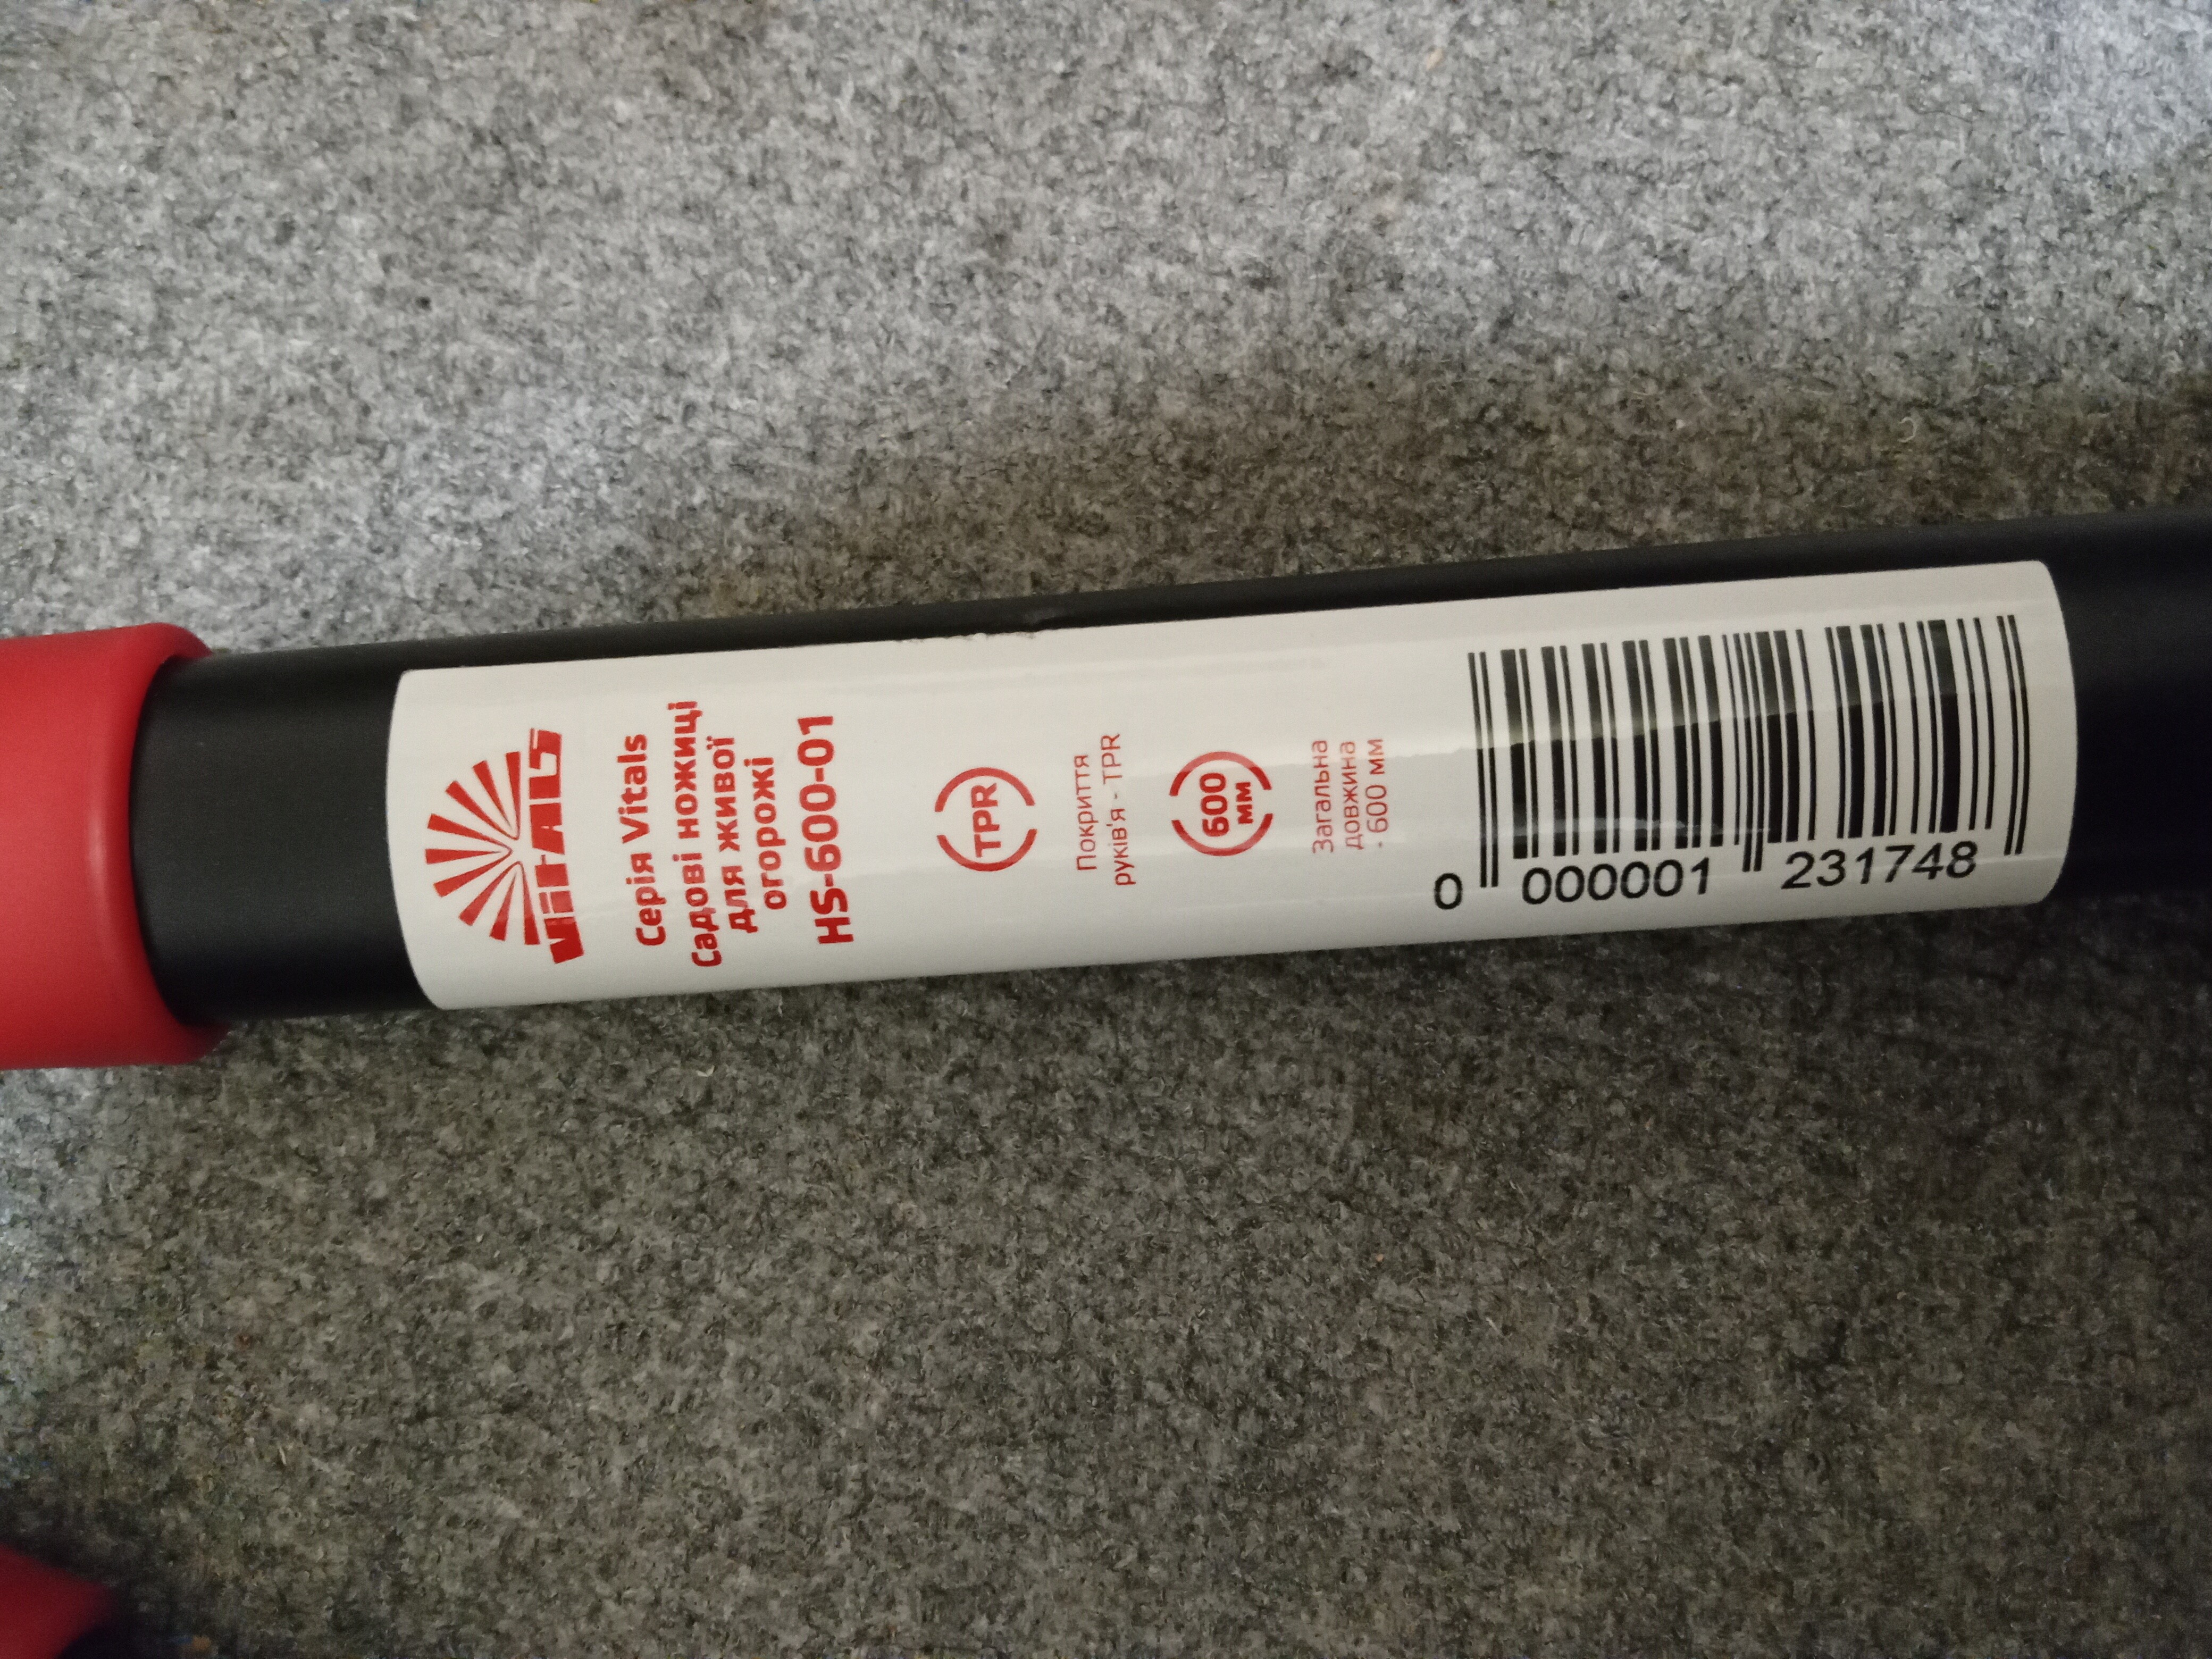 ViTALS
Серія Vitals
Садові ножиці
для живої
огорожі
HS-600-01
TPR
Покриття
руків'я - TPR
600
мм
Загальна
довжина
- 600 мм
0 000001 231748